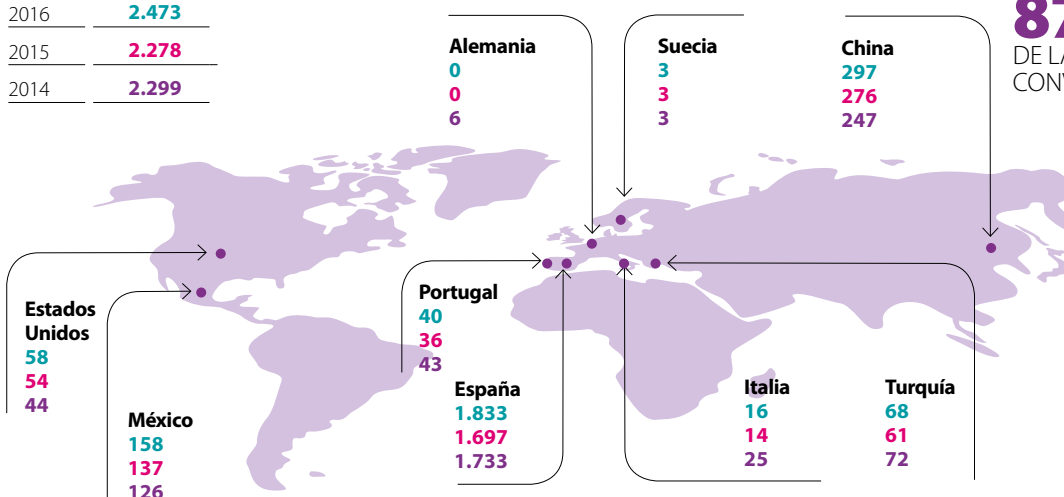 2016 2.473
2015 2.278
2014 2.299
Alemania
0
0
6
Suecia
3
3
3
China
297
276
247
87
DE LA
Estados
Unidos
58
54
44
México
158
137
126
Portugal
40
36
43
España
1.833
1.697
1.733
Italia
16
14
25
Turquía
68
61
72